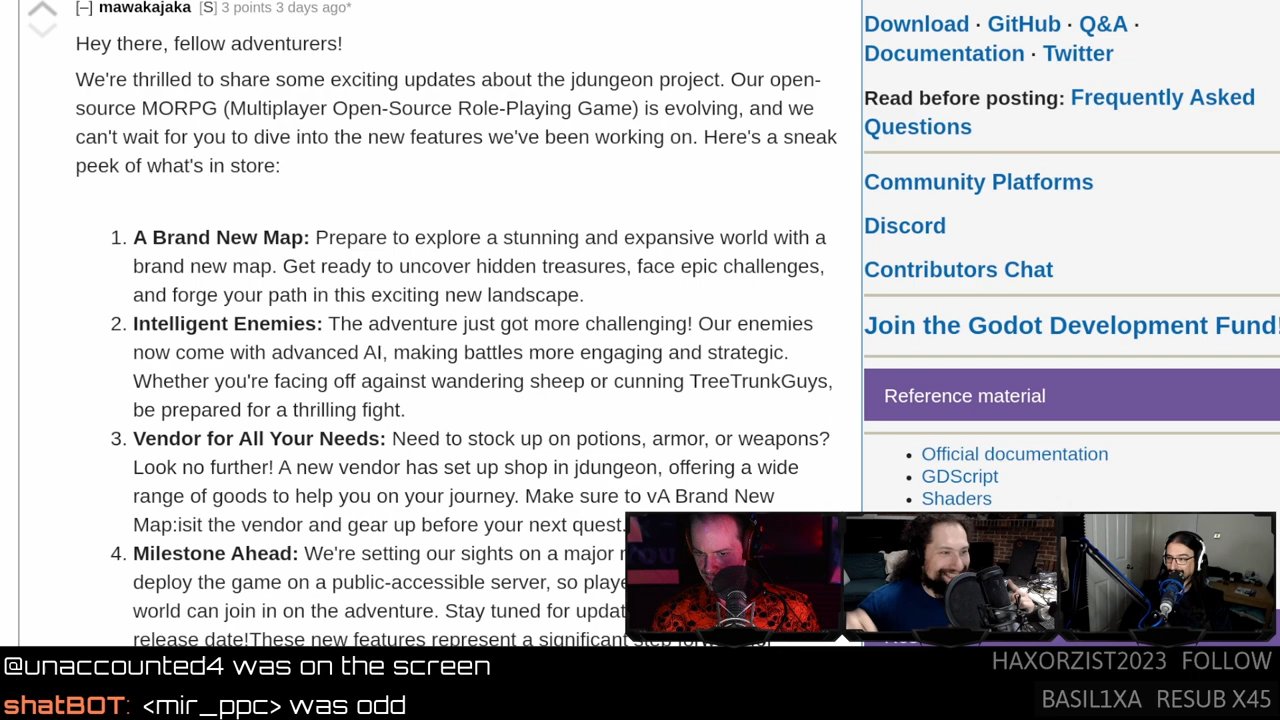 [–] mawakajaka [S] 3 points 3 days ago*
Hey there, fellow adventurers!
We're thrilled to share some exciting updates about the jdungeon project. Our open-
source MORPG (Multiplayer Open-Source Role-Playing Game) is evolving, and we
can't wait for you to dive into the new features we've been working on. Here's a sneak
peek of what's in store:
1. A Brand New Map: Prepare to explore a stunning and expansive world with a
brand new map. Get ready to uncover hidden treasures, face epic challenges,
and forge your path in this exciting new landscape.
2. Intelligent Enemies: The adventure just got more challenging! Our enemies
now come with advanced AI, making battles more engaging and strategic.
Whether you're facing off against wandering sheep or cunning TreeTrunkGuys,
be prepared for a thrilling fight.
3. Vendor for All Your Needs: Need to stock up on potions, armor, or weapons?
Look no further! A new vendor has set up shop in jdungeon, offering a wide
range of goods to help you on your journey. Make sure to vA Brand New
Map:isit the vendor and gear up before your next quest.
4. Milestone Ahead: We're setting our sights on a major
deploy the game on a public-accessible server, so
world can join in on the adventure. Stay tuned for
release date!These new features represent a significant
Download · GitHub · Q&A ·
Documentation · Twitter
Read before posting: Frequently Asked
Questions
Community Platforms
Discord
Contributors Chat
Join the Godot Development Fund!
Reference material
• Official documentation
• GDScript
• Shaders
@unaccounted4 was on the screen
shatBOT: <mir_ppc> was odd
HAXORZIST2023 FOLLOW
BASIL1XA RESUB X45